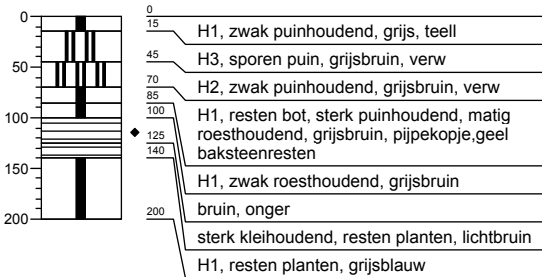 0
50
100
150
200
0
15
45
70
85
100
125
140
200
H1, zwak puinhoudend, grijs, teell
H3, sporen puin, grijsbruin, verw
H2, zwak puinhoudend, grijsbruin, verw
H1, resten bot, sterk puinhoudend, matig
roesthoudend, grijsbruin, pijpekopje,geel
baksteenresten
H1, zwak roesthoudend, grijsbruin
bruin, onger
sterk kleihoudend, resten planten, lichtbruin
H1, resten planten, grijsblauw